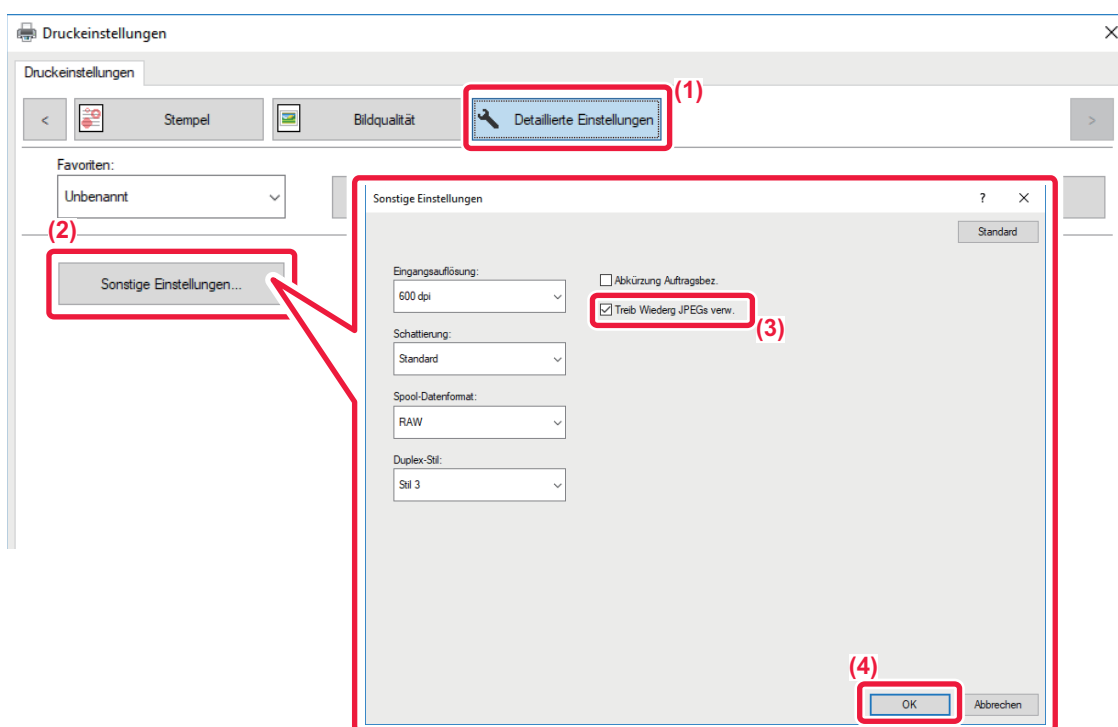 Druckeinstellungen
Druckeinstellungen
(1)
< Stempel Bildqualität Detaillierte Einstellungen >
Favoriten:
Unbenannt
(2)
Sonstige Einstellungen...
Sonstige Einstellungen ? ×
Standard
Eingangsauflösung:
600 dpi
Abkürzung Auftragsbez.
Treib Wiederg JPEGs verw.
(3)
Schattierung:
Standard
Spool-Datenformat:
RAW
Duplex-Stil:
Stil 3
(4)
OK Abbrechen